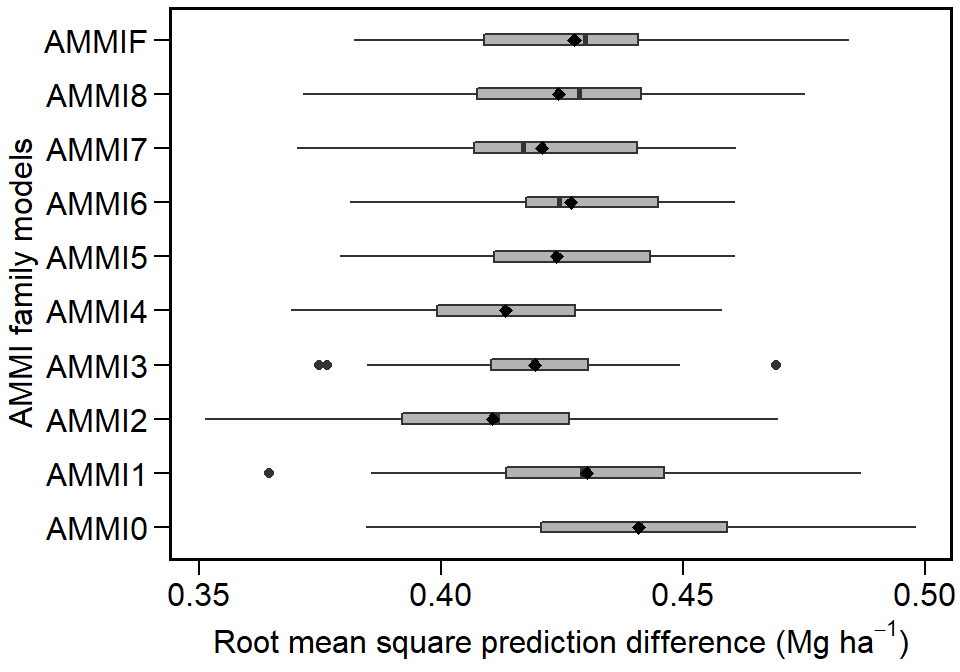 AMMI family models
AMMIF
AMMI8
AMMI7
AMMI6
AMMI5
AMMI4
AMMI3
AMMI2
AMMI1
AMMI0
0.35 0.40 0.45 0.50
Root mean square prediction difference (Mg ha⁻¹)